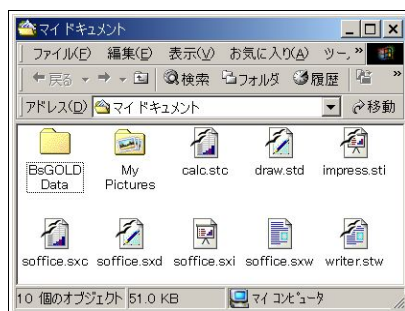 マイ ドキュメント
ファイル(F) 編集(E) 表示(V) お気に入り(A) ツー. »
戻る 検索 フォルダ 履歴 »
アドレス(D) マイ ドキュメント 移動
BsGOLD Data
My Pictures
calc.stc
draw.std
impress.sti
soffice.sxc
soffice.sxd
soffice.sxi
soffice.sxw
writer.stw
10 個のオブジェクト 51.0 KB マイ コンピュータ